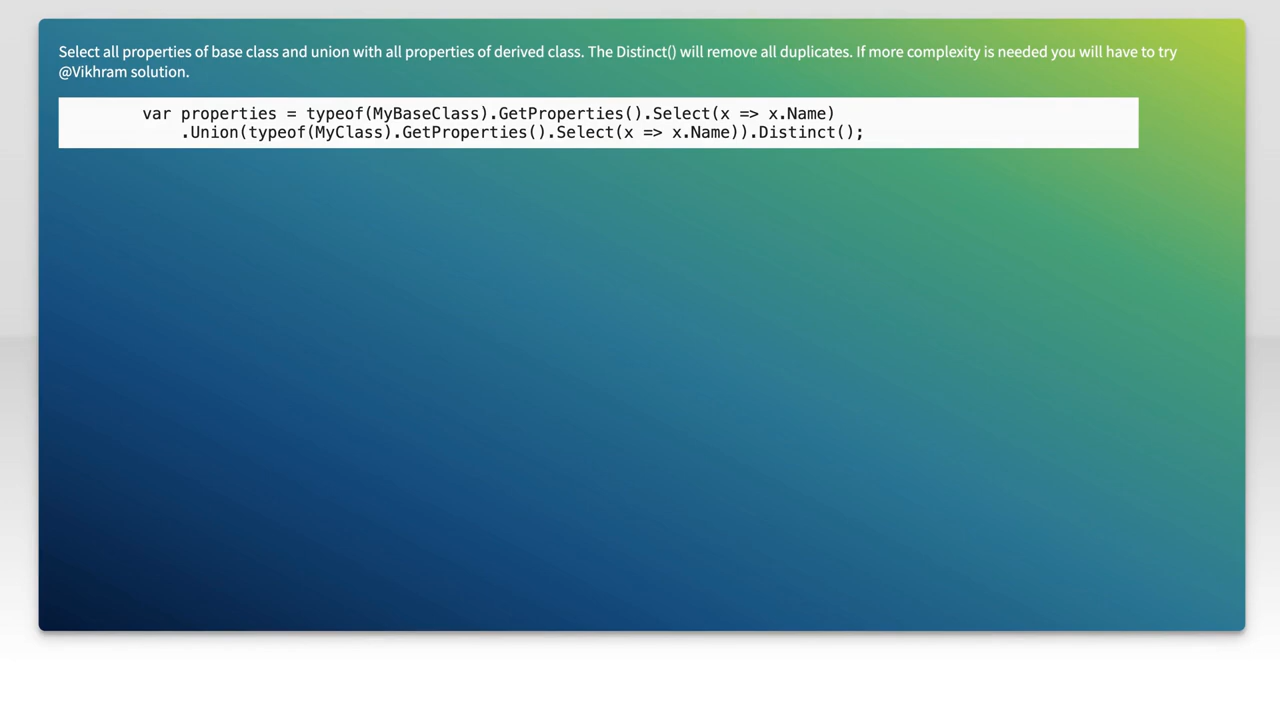 Select all properties of base class and union with all properties of derived class. The Distinct() will remove all duplicates. If more complexity is needed you will have to try
@Vikhram solution.
var properties = typeof(MyBaseClass).GetProperties().Select(x => x.Name)
.Union(typeof(MyClass).GetProperties().Select(x => x.Name)).Distinct();